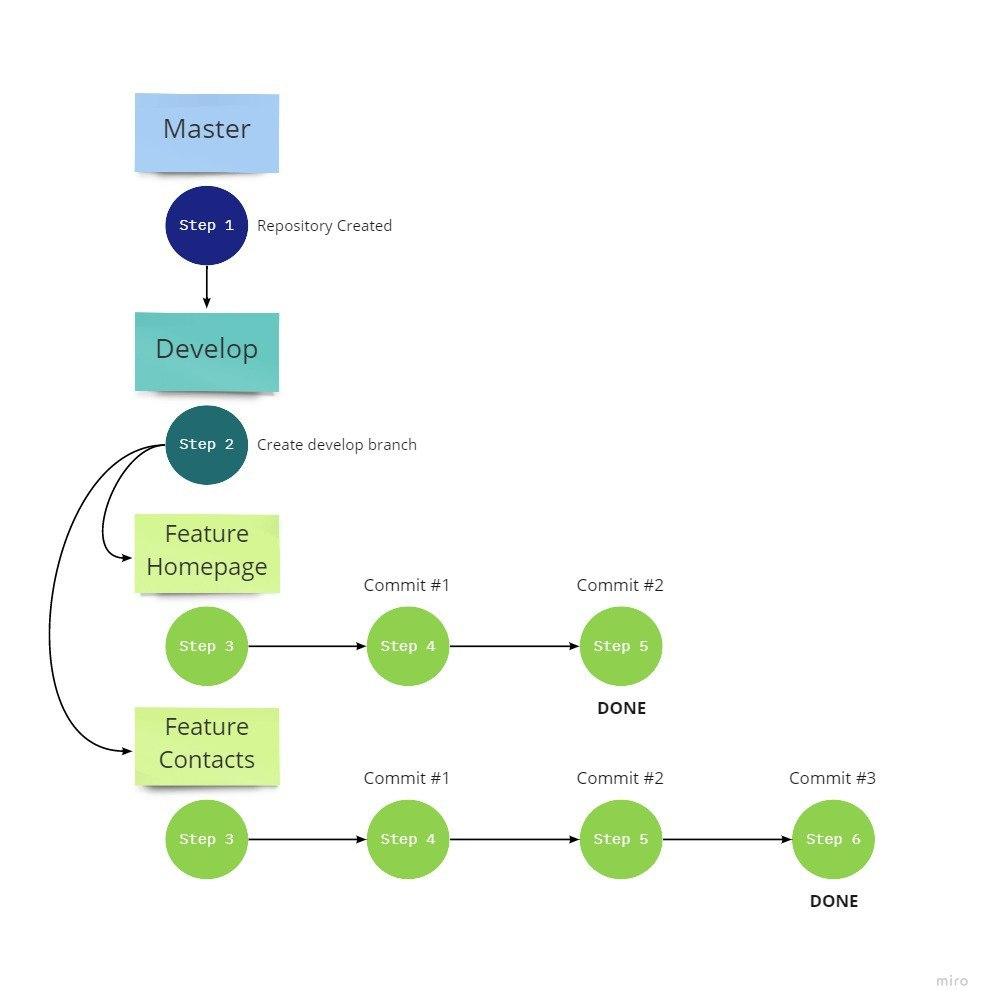 Master
Step 1
Repository Created
Develop
Step 2
Create develop branch
Feature
Homepage
Commit #1
Commit #2
Step 3
Step 4
Step 5
DONE
Feature
Contacts
Commit #1
Commit #2
Commit #3
Step 3
Step 4
Step 5
Step 6
DONE
miro